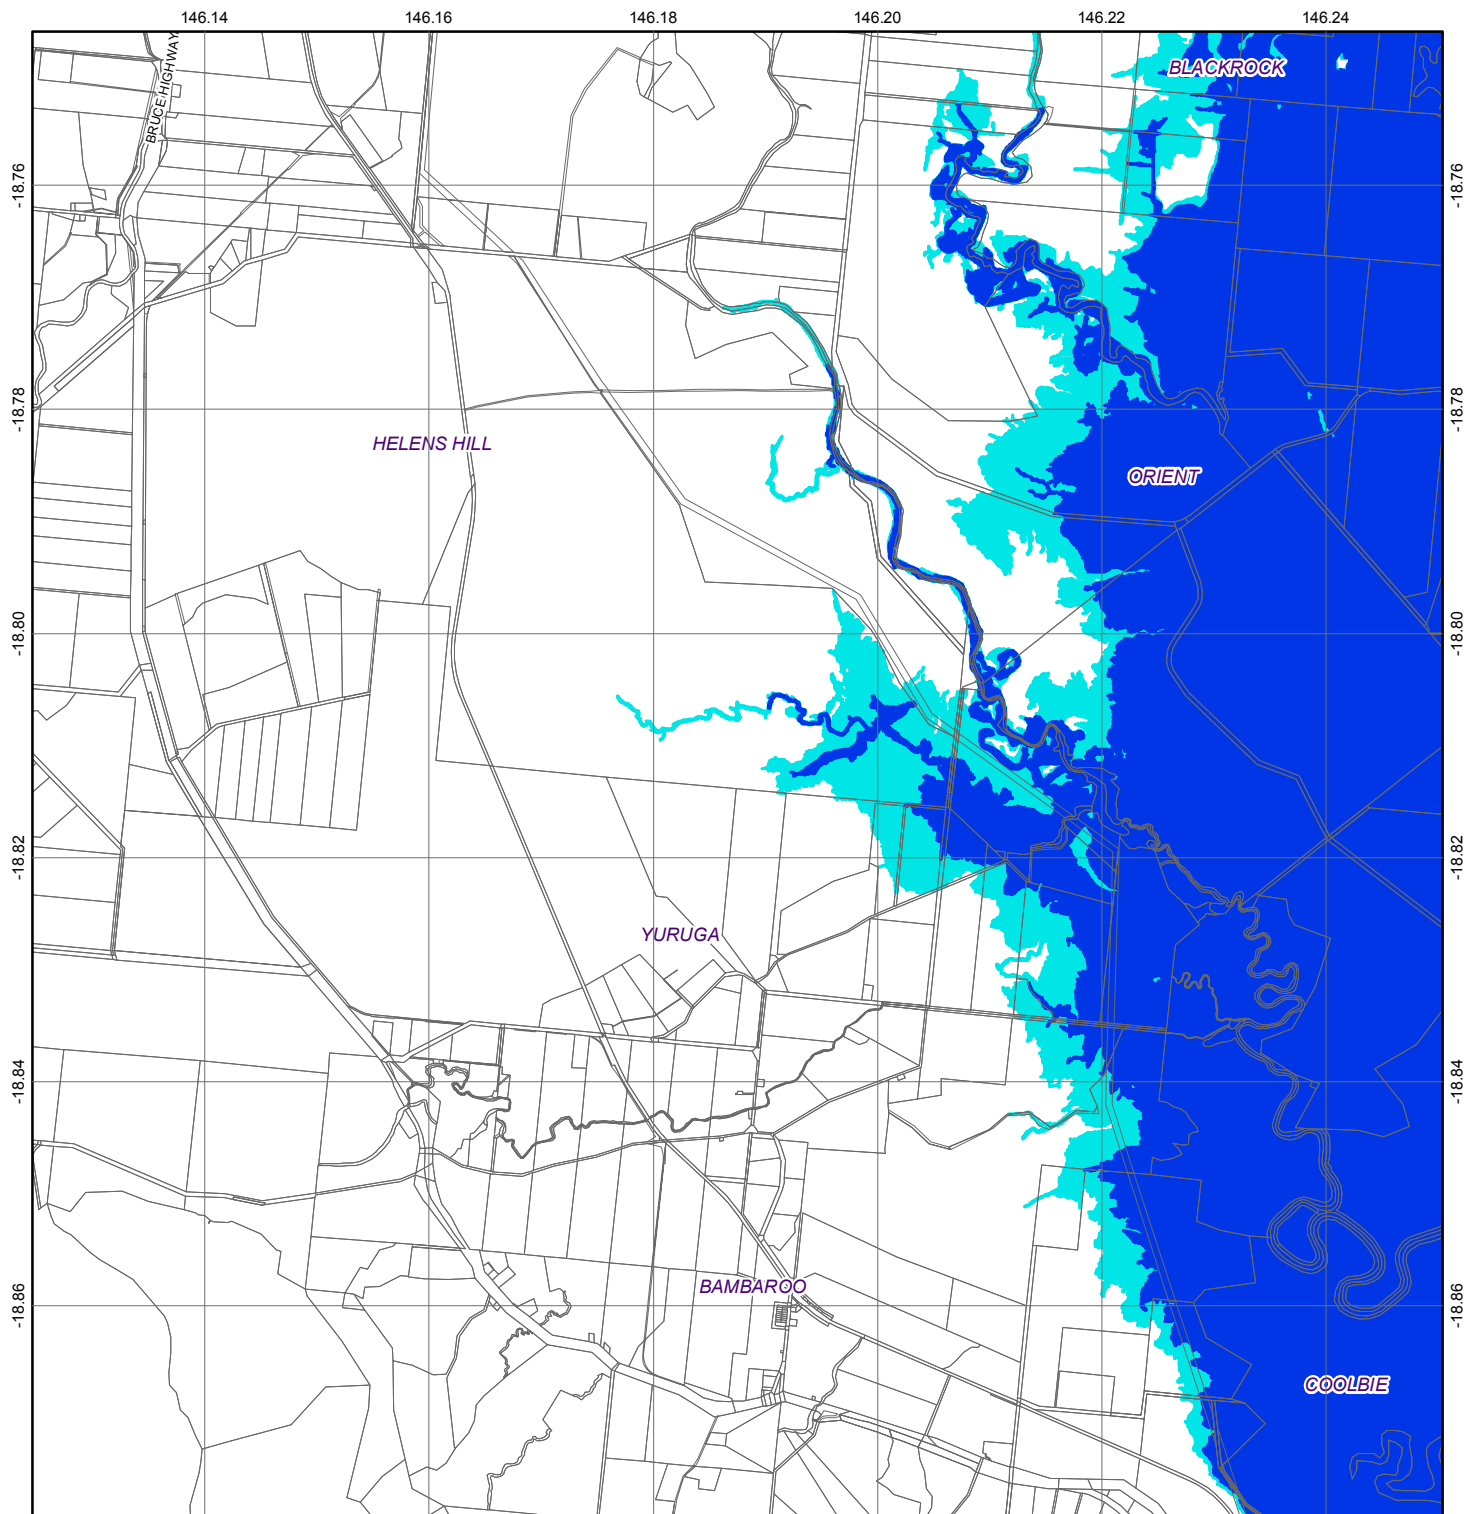 146.14 146.16 146.18 146.20 146.22 146.24
BLACKROCK
BRUCE HIGHWAY
-18.76 -18.76
-18.78 -18.78
HELENS HILL
ORIENT
-18.80 -18.80
-18.82 -18.82
YURUGA
-18.84 -18.84
BAMBAROO
-18.86 -18.86
COOLBIE